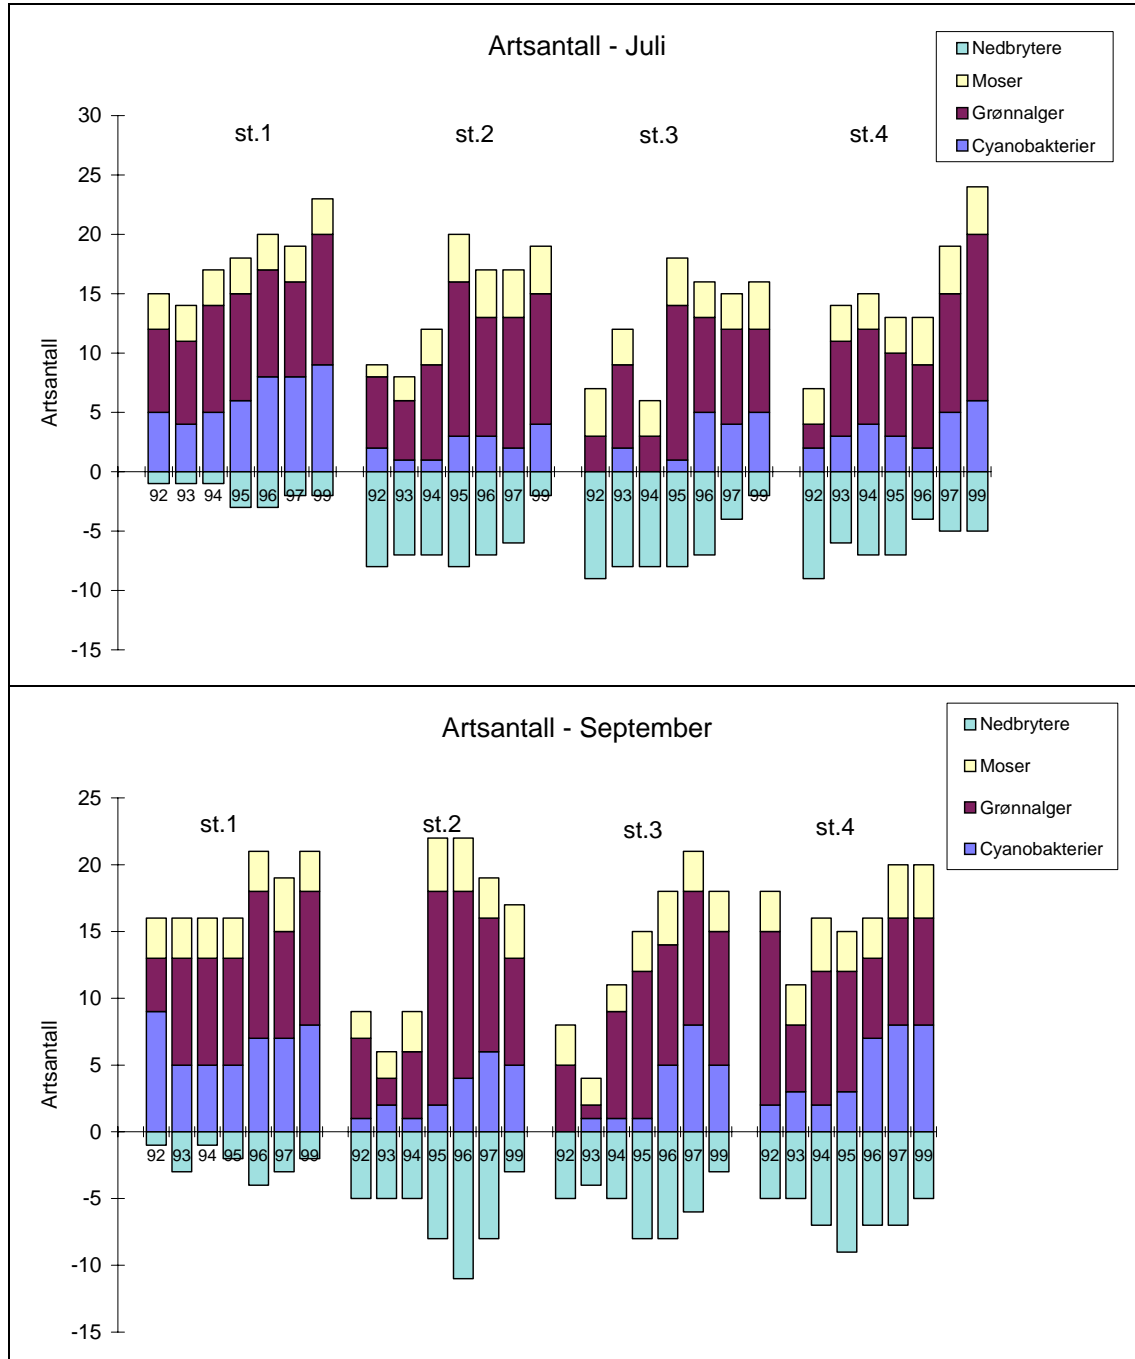 Artsantall - Juli
Nedbrytere
Moser
Grønnalger
Cyanobakterier
st.1 st.2 st.3 st.4
Artsantall
30
25
20
15
10
5
0
-5
-10
-15
92 93 94 95 96 97 99 92 93 94 95 96 97 99 92 93 94 95 96 97 99 92 93 94 95 96 97 99
Artsantall - September
Nedbrytere
Moser
Grønnalger
Cyanobakterier
st.1 st.2 st.3 st.4
Artsantall
25
20
15
10
5
0
-5
-10
-15
92 93 94 95 96 97 99 92 93 94 95 96 97 99 92 93 94 95 96 97 99 92 93 94 95 96 97 99